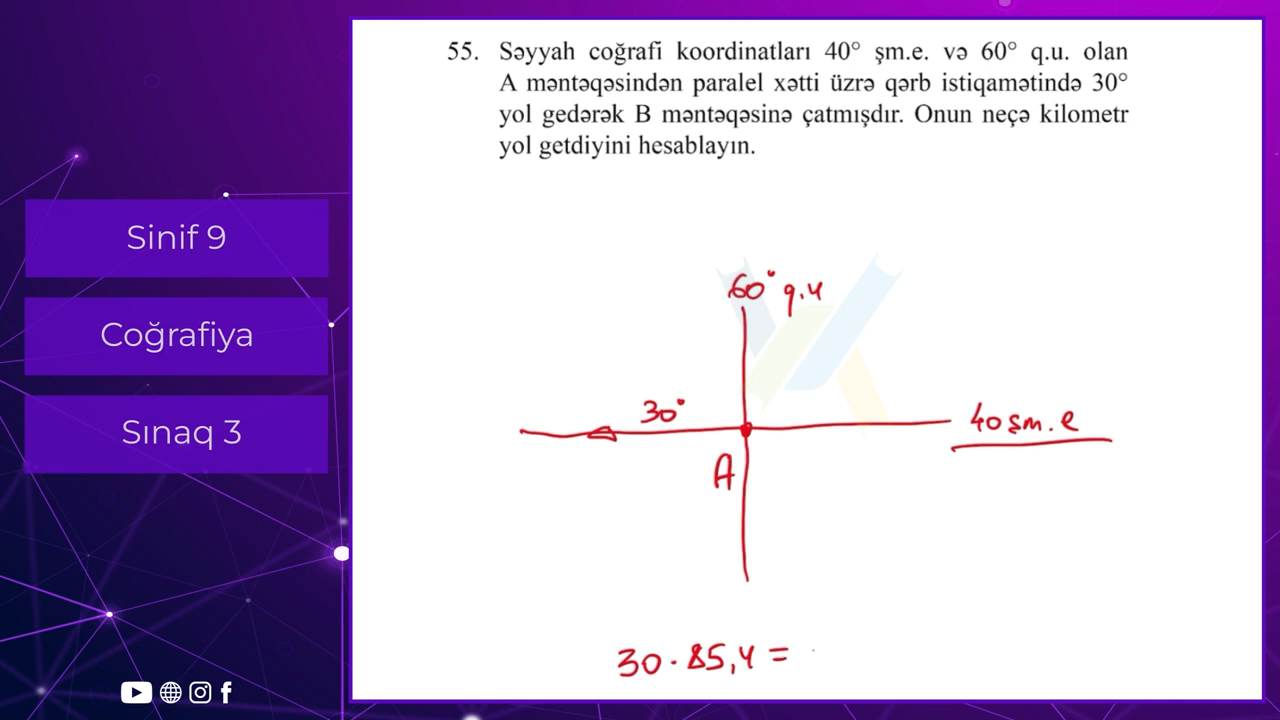 Sinif 9
Coğrafiya
Sınaq 3
55. Səyyah coğrafi koordinatları 40° şm.e. və 60° q.u. olan
A məntəqəsindən paralel xətti üzrə qərb istiqamətində 30°
yol gedərək B məntəqəsinə çatmışdır. Onun neçə kilometr
yol getdiyini hesablayın.
60° q.u
30°
40 şm.e
A
30·85,4=